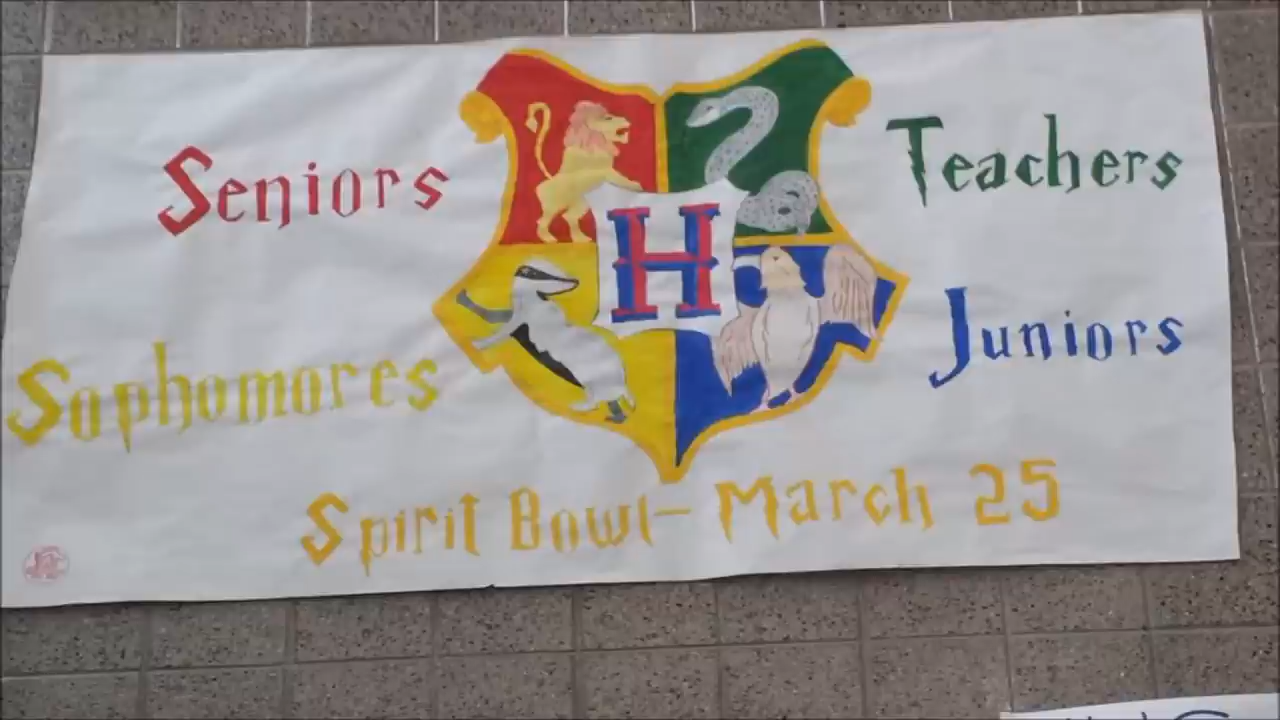 Seniors
Teachers
H
Sophomores
Juniors
Spirit Bowl- March 25